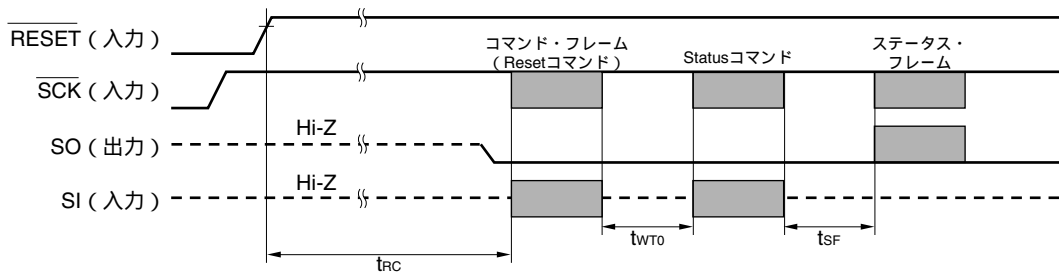 RESET（入力）
コマンド・フレーム
（Resetコマンド）
Statusコマンド
ステータス・
フレーム
SCK（入力）
Hi-Z
SO（出力）
Hi-Z
SI（入力）
tWT0
tSF
tRC